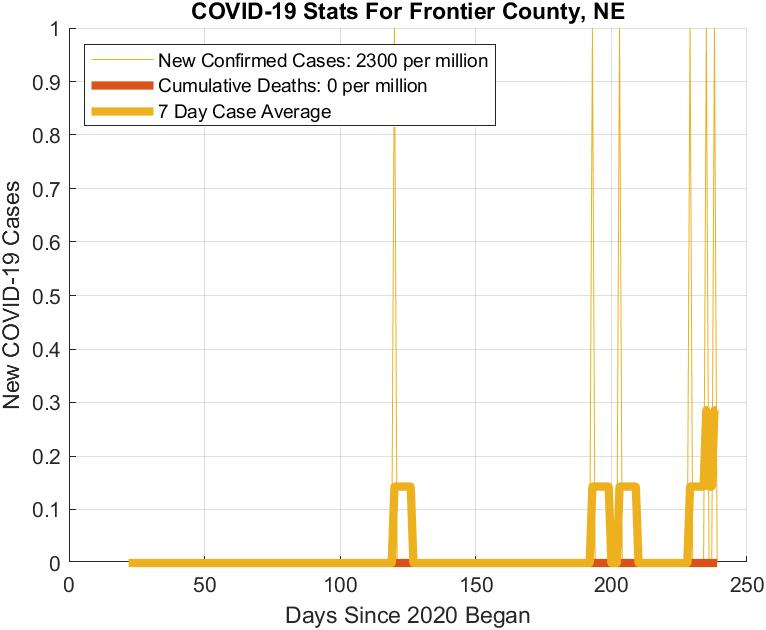 COVID-19 Stats For Frontier County, NE
New Confirmed Cases: 2300 per million
Cumulative Deaths: 0 per million
7 Day Case Average
New COVID-19 Cases
1
0.9
0.8
0.7
0.6
0.5
0.4
0.3
0.2
0.1
0
0 50 100 150 200 250
Days Since 2020 Began